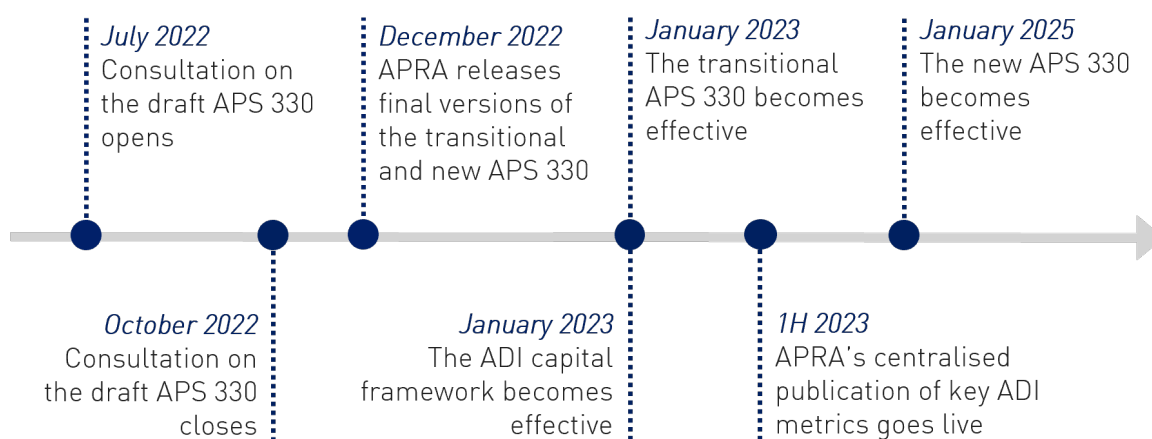 July 2022
Consultation on
the draft APS 330
opens
December 2022
APRA releases
final versions of
the transitional
and new APS 330
January 2023
The transitional
APS 330 becomes
effective
January 2025
The new APS 330
becomes
effective
October 2022
Consultation on
the draft APS 330
closes
January 2023
The ADI capital
framework becomes
effective
1H 2023
APRA’s centralised
publication of key ADI
metrics goes live